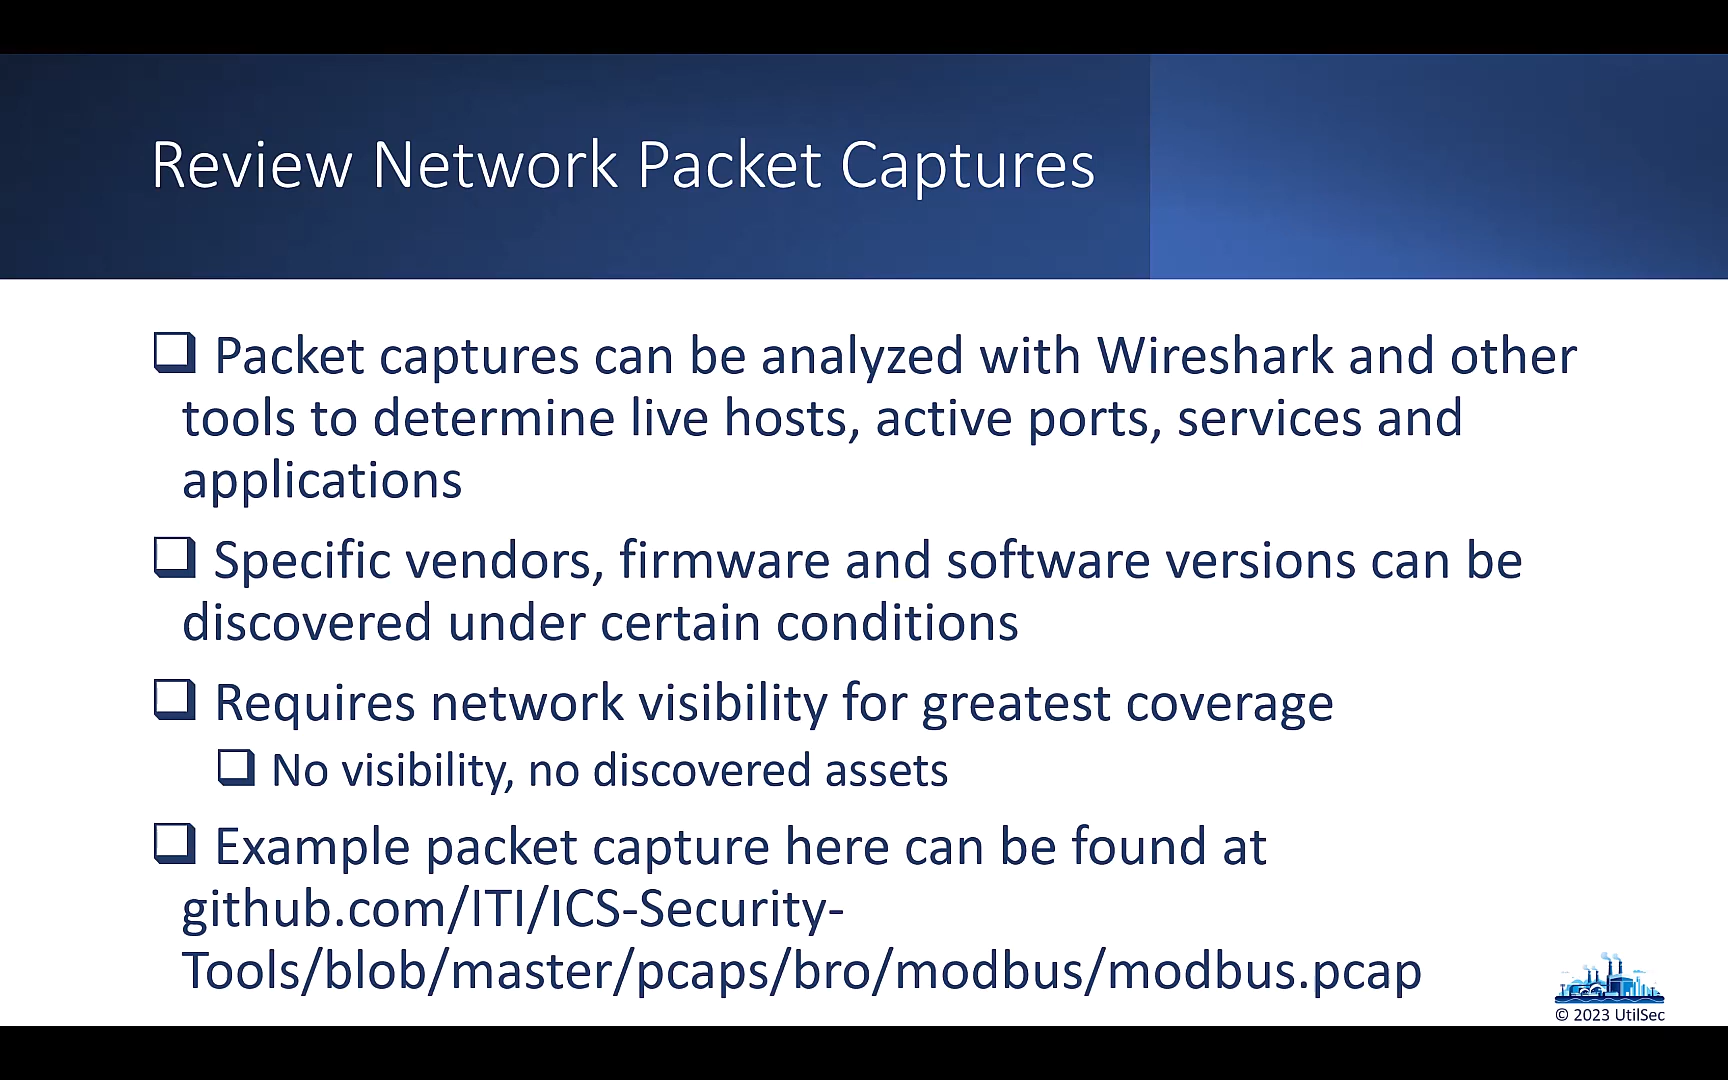 Review Network Packet Captures
Packet captures can be analyzed with Wireshark and other
tools to determine live hosts, active ports, services and
applications
Specific vendors, firmware and software versions can be
discovered under certain conditions
Requires network visibility for greatest coverage
No visibility, no discovered assets
Example packet capture here can be found at
github.com/ITI/ICS-Security-
Tools/blob/master/pcaps/bro/modbus/modbus.pcap
© 2023 UtilSec